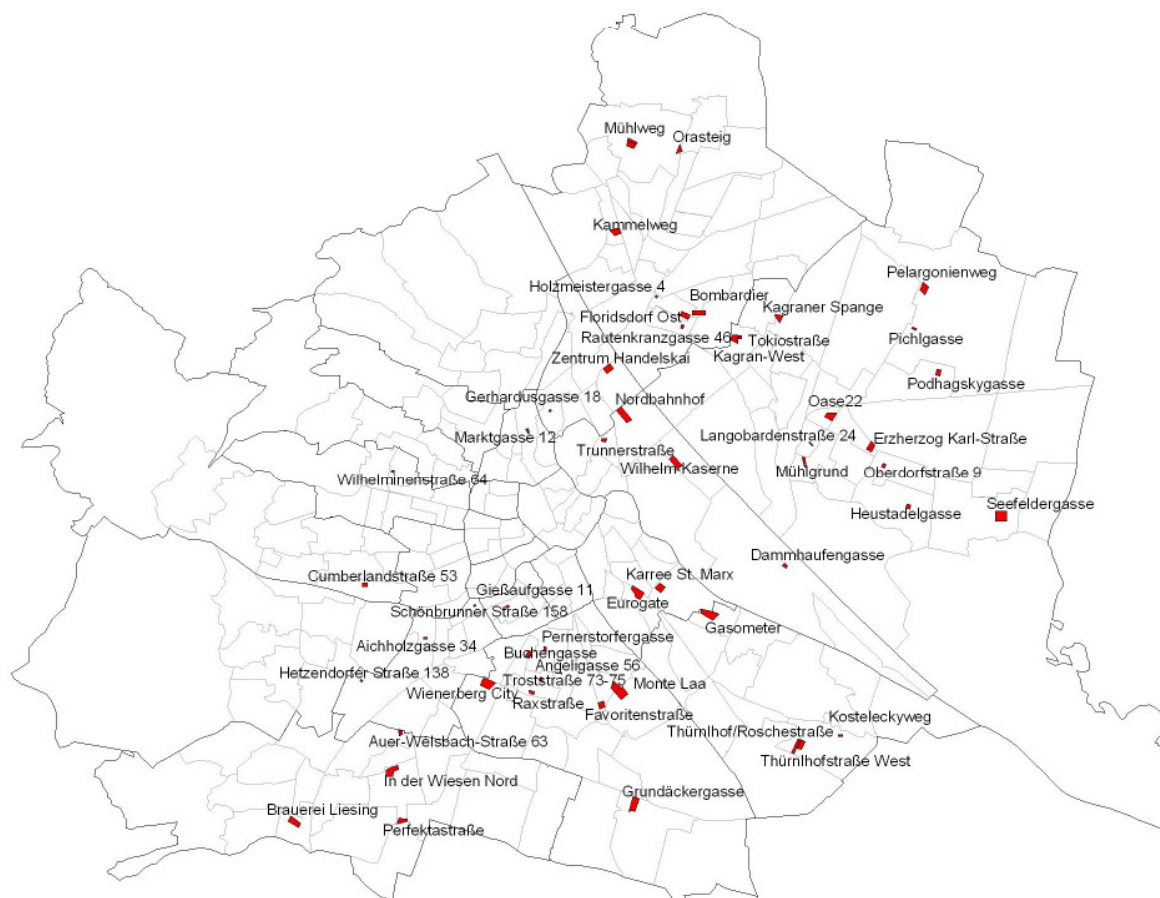 Mühlweg
Orasteig
Kammelweg
Pelargonienweg
Holzmeistergasse 4
Bombardier
Kagraner Spange
Floridsdorf Ost
Rautenkranzgasse 46
Tokiostraße
Pichlgasse
Zentrum Handelskai
Kagran-West
Podhagskygasse
Gerhardusgasse 18
Nordbahnhof
Oase22
Marktgasse 12
Trunnerstraße
Langobardenstraße 24
Erzherzog Karl-Straße
Wilhelm Kaserne
Mühlgrund
Oberdorfstraße 9
Wilhelminenstraße 64
Heustadelgasse
Seefeldergasse
Dammhaufengasse
Cumberlandstraße 53
Gießaufgasse 11
Karree St. Marx
Schönbrunner Straße 158
Eurogate
Gasometer
Aichholzgasse 34
Pernerstorfergasse
Buchengasse
Angeligasse 56
Hetzendorfer Straße 138
Troststraße 73-75
Monte Laa
Wienerberg City
Raxstraße
Favoritenstraße
Kosteleckyweg
Thürnlhof/Roschestraße
Auer-Welsbach-Straße 63
Thürnlhofstraße West
In der Wiesen Nord
Grundäckergasse
Brauerei Liesing
Perfektastraße